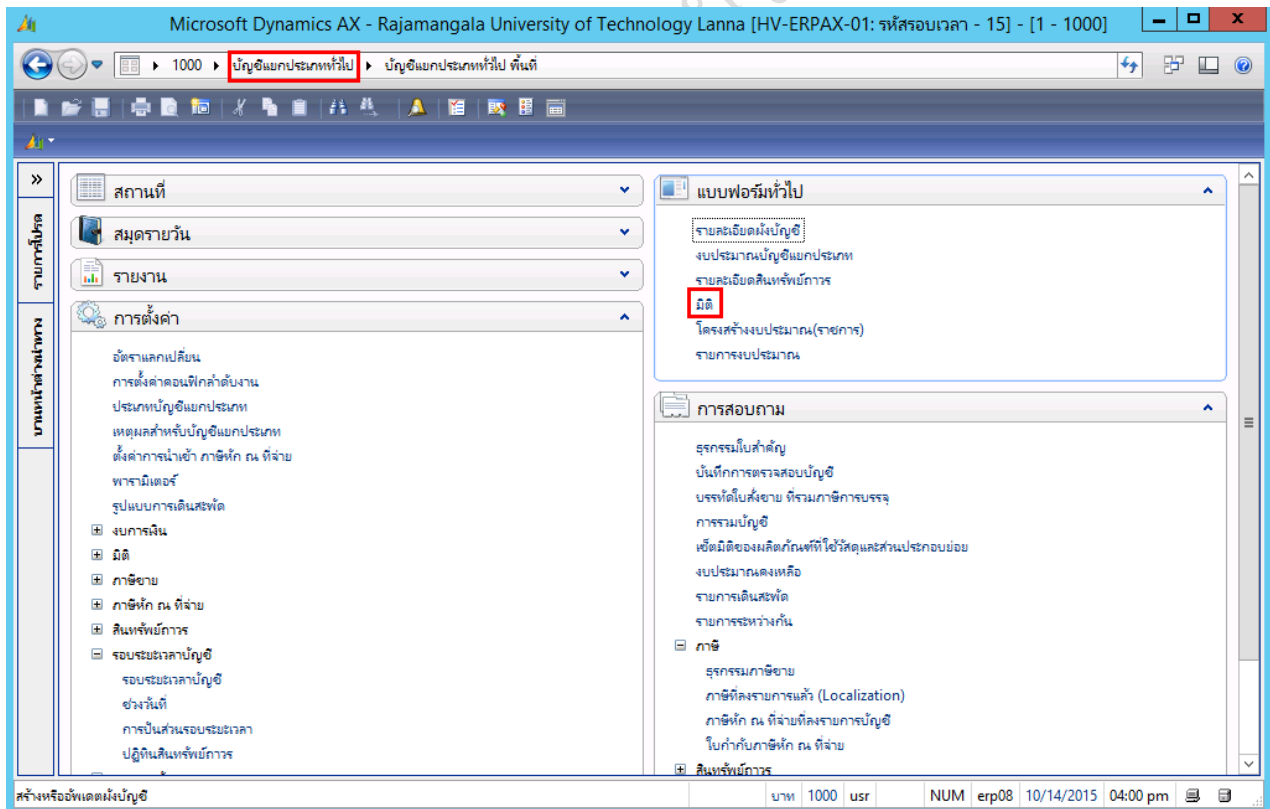 Microsoft Dynamics AX - Rajamangala University of Technology Lanna [HV-ERPAX-01: รหัสรอบเวลา - 15] - [1 - 1000]
1000 บัญชีแยกประเภททั่วไป บัญชีแยกประเภททั่วไป พื้นที่
รายการโปรด
บานหน้าต่างนำทาง
สถานที่
สมุดรายวัน
รายงาน
การตั้งค่า
อัตราแลกเปลี่ยน
การตั้งค่าคอนฟิกลำดับงาน
ประเภทบัญชีแยกประเภท
เหตุผลสำหรับบัญชีแยกประเภท
ตั้งค่าการนำเข้า ภาษีหัก ณ ที่จ่าย
พารามิเตอร์
รูปแบบการเดินสะพัด
งบการเงิน
มิติ
ภาษีขาย
ภาษีหัก ณ ที่จ่าย
สินทรัพย์ถาวร
รอบระยะเวลาบัญชี
รอบระยะเวลาบัญชี
ช่วงวันที่
การปันส่วนรอบระยะเวลา
ปฏิทินสินทรัพย์ถาวร
แบบฟอร์มทั่วไป
รายละเอียดผังบัญชี
งบประมาณบัญชีแยกประเภท
รายละเอียดสินทรัพย์ถาวร
มิติ
โครงสร้างงบประมาณ(ราชการ)
รายการงบประมาณ
การสอบถาม
ธุรกรรมใบสำคัญ
บันทึกการตรวจสอบบัญชี
บรรทัดใบสั่งขาย ที่รวมภาษีการบรรจุ
การรวมบัญชี
เซ็ตมิติของผลิตภัณฑ์ที่ใช้วัสดุและส่วนประกอบย่อย
งบประมาณคงเหลือ
รายการเดินสะพัด
รายการระหว่างกัน
ภาษี
ธุรกรรมภาษีขาย
ภาษีที่ลงรายการแล้ว (Localization)
ภาษีหัก ณ ที่จ่ายที่ลงรายการบัญชี
ใบกำกับภาษีหัก ณ ที่จ่าย
สินทรัพย์ถาวร
สร้างหรืออัพเดตผังบัญชี
บาท 1000 usr NUM erp08 10/14/2015 04:00 pm